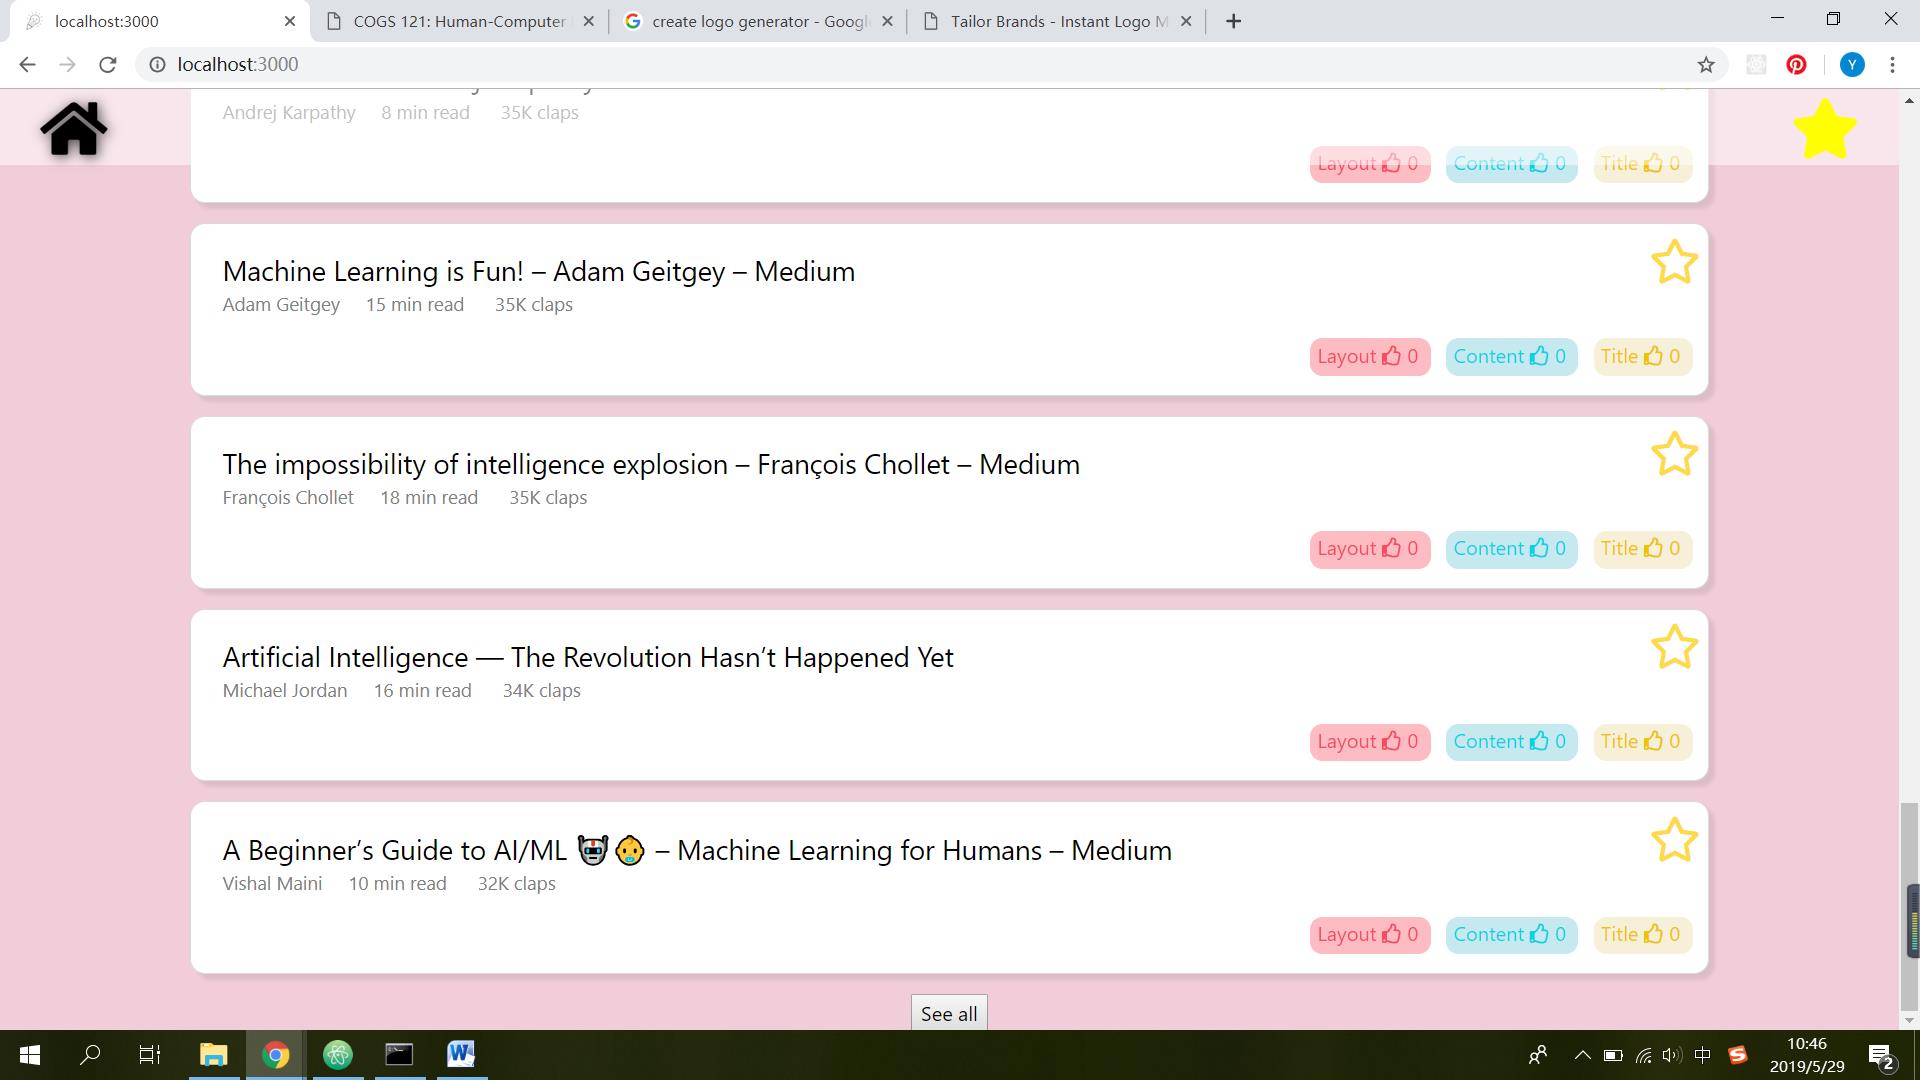 localhost:3000
COGS 121: Human-Computer
create logo generator - Googl
Tailor Brands - Instant Logo M
localhost:3000
Y
Andrej Karpathy 8 min read 35K claps
Layout 0 Content 0 Title 0
Machine Learning is Fun! – Adam Geitgey – Medium
Adam Geitgey 15 min read 35K claps
Layout 0 Content 0 Title 0
The impossibility of intelligence explosion – François Chollet – Medium
François Chollet 18 min read 35K claps
Layout 0 Content 0 Title 0
Artificial Intelligence — The Revolution Hasn’t Happened Yet
Michael Jordan 16 min read 34K claps
Layout 0 Content 0 Title 0
A Beginner’s Guide to AI/ML 🤖👶 – Machine Learning for Humans – Medium
Vishal Maini 10 min read 32K claps
Layout 0 Content 0 Title 0
See all
中
10:46
2019/5/29
2